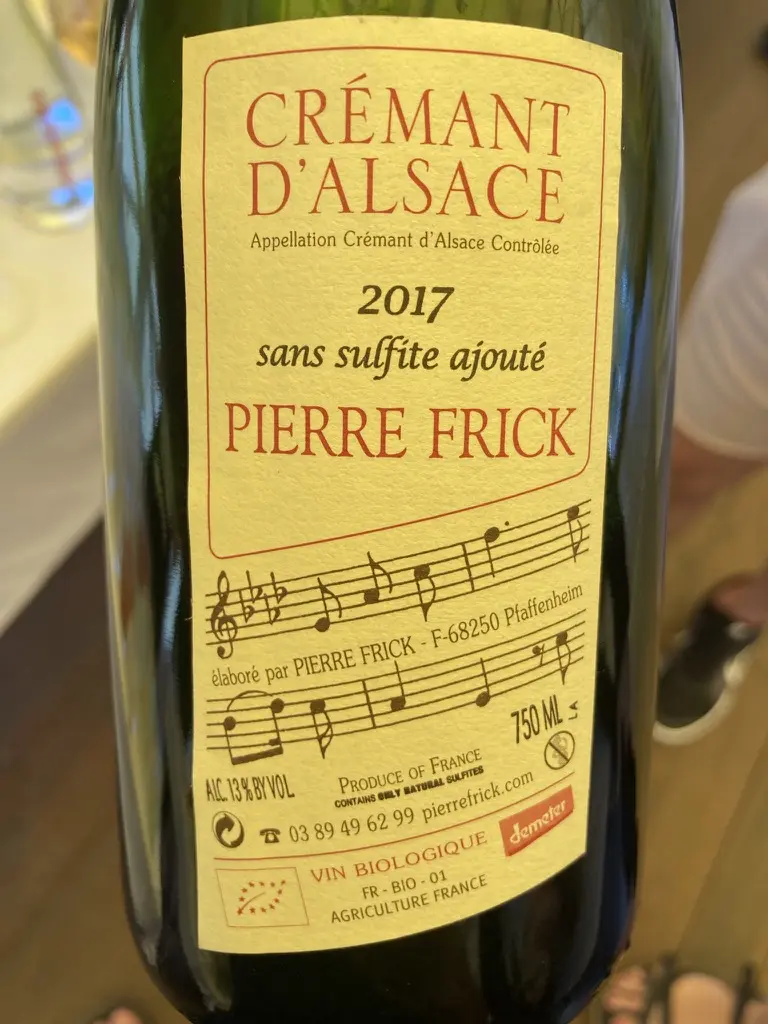 CRÉMANT
D'ALSACE
Appellation Crémant d'Alsace Contrôlée
2017
sans sulfite ajouté
PIERRE FRICK
élaboré par PIERRE FRICK - F-68250 Pfaffenheim
750 ML
LA
ALC. 13% BY VOL.
PRODUCE OF FRANCE
CONTAINS ONLY NATURAL SULFITES
03 89 49 62 99 pierrefrick.com
demeter
VIN BIOLOGIQUE
FR - BIO - 01
AGRICULTURE FRANCE